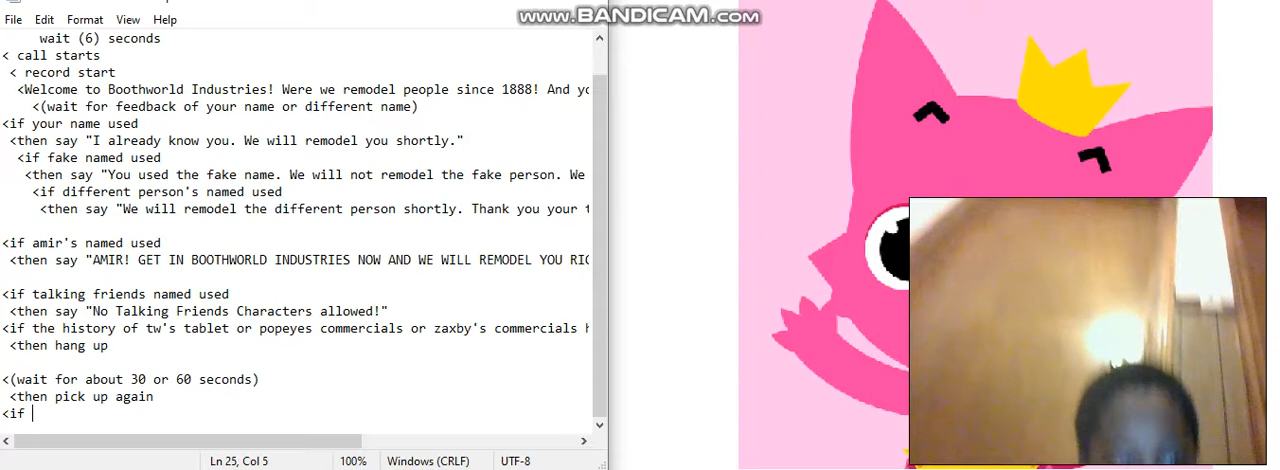 www.BANDICAM.com
File Edit Format View Help
wait (6) seconds
< call starts
< record start
<Welcome to Boothworld Industries! Were we remodel people since 1888! And
<(wait for feedback of your name or different name)
<if your name used
<then say "I already know you. We will remodel you shortly."
<if fake named used
<then say "You used the fake name. We will not remodel the fake person. We
<if different person's named used
<then say "We will remodel the different person shortly. Thank you your
<if amir's named used
<then say "AMIR! GET IN BOOTHWORLD INDUSTRIES NOW AND WE WILL REMODEL YOU
<if talking friends named used
<then say "No Talking Friends Characters allowed!"
<if the history of tw's tablet or popeyes commercials or zaxby's commercials
<then hang up
<(wait for about 30 or 60 seconds)
<then pick up again
<if
Ln 25, Col 5 100% Windows (CRLF) UTF-8